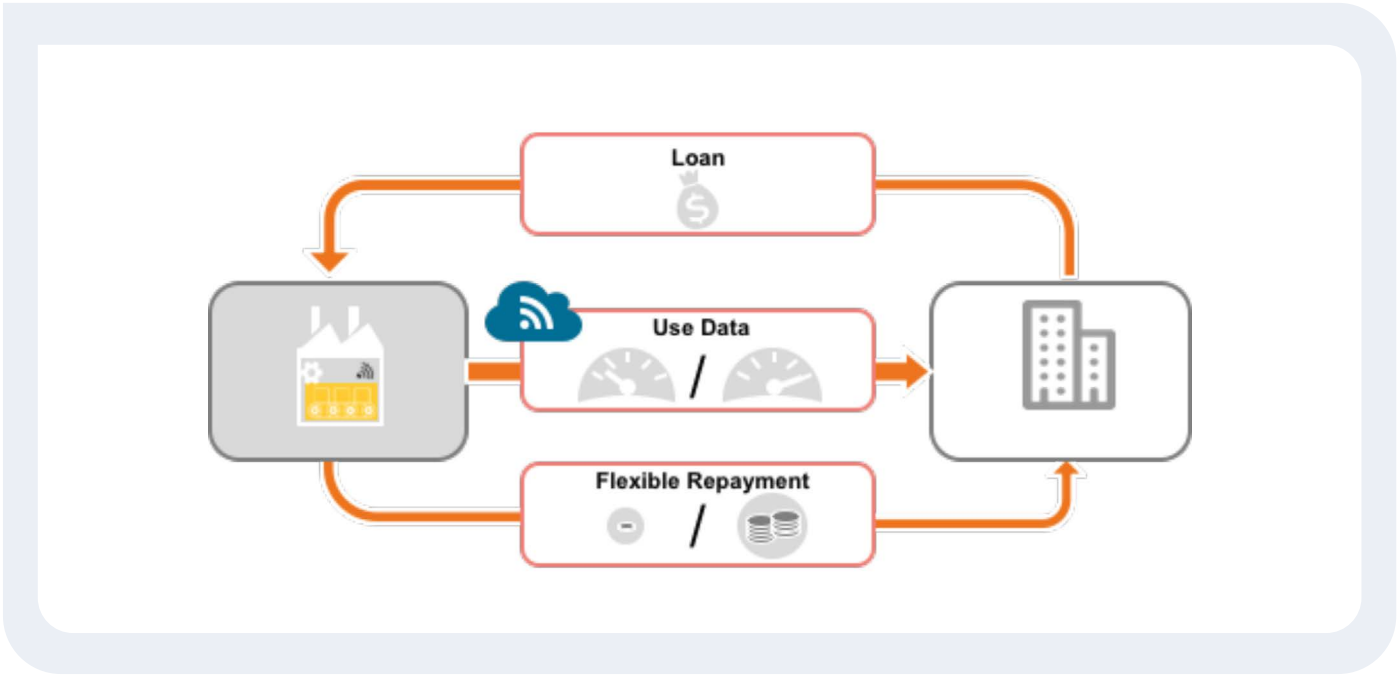 Loan
$
Use Data
/
Flexible Repayment
- /